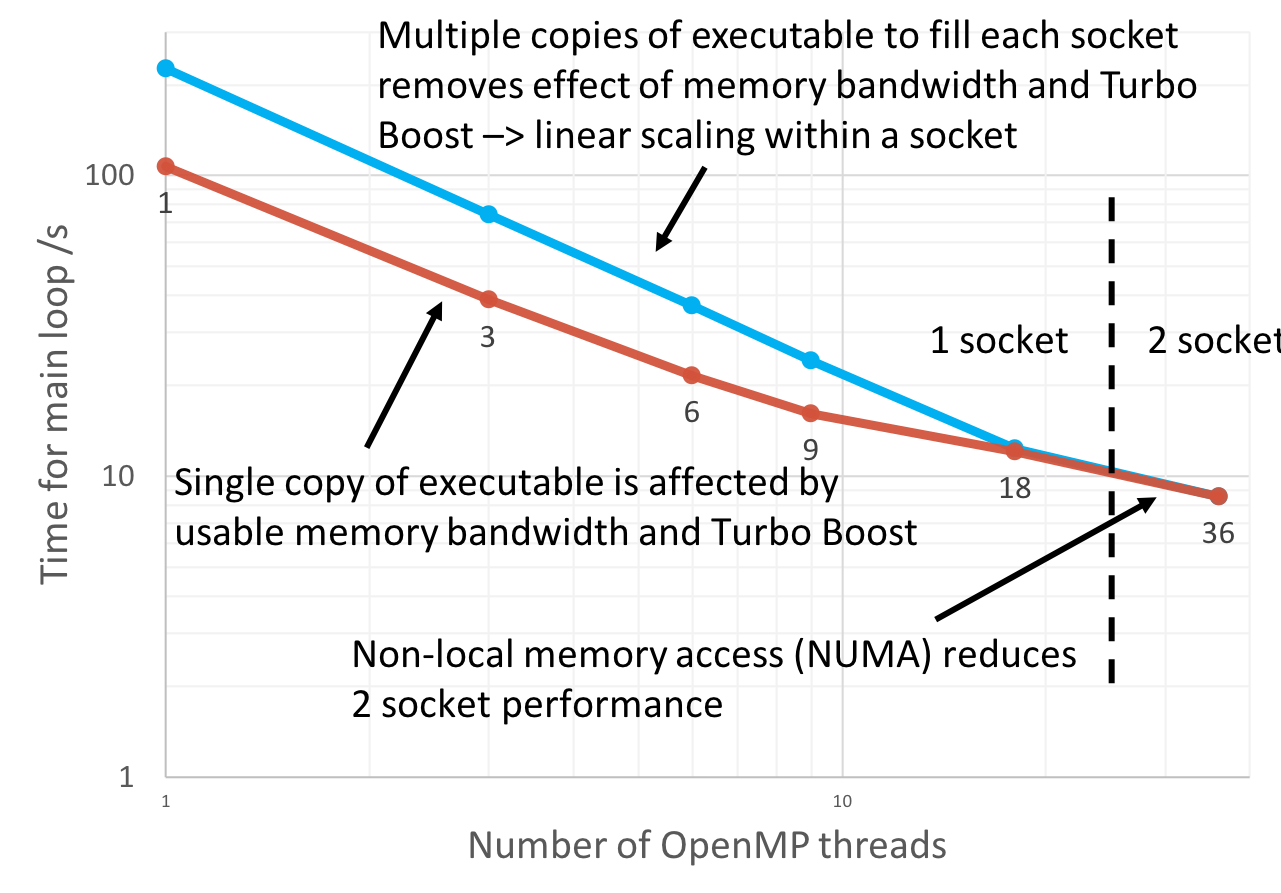 Multiple copies of executable to fill each socket
removes effect of memory bandwidth and Turbo
Boost –> linear scaling within a socket
100
1
Time for main loop /s
3
1 socket
2 socket
6
9
10
Single copy of executable is affected by
usable memory bandwidth and Turbo Boost
18
36
Non-local memory access (NUMA) reduces
2 socket performance
1
1
10
Number of OpenMP threads